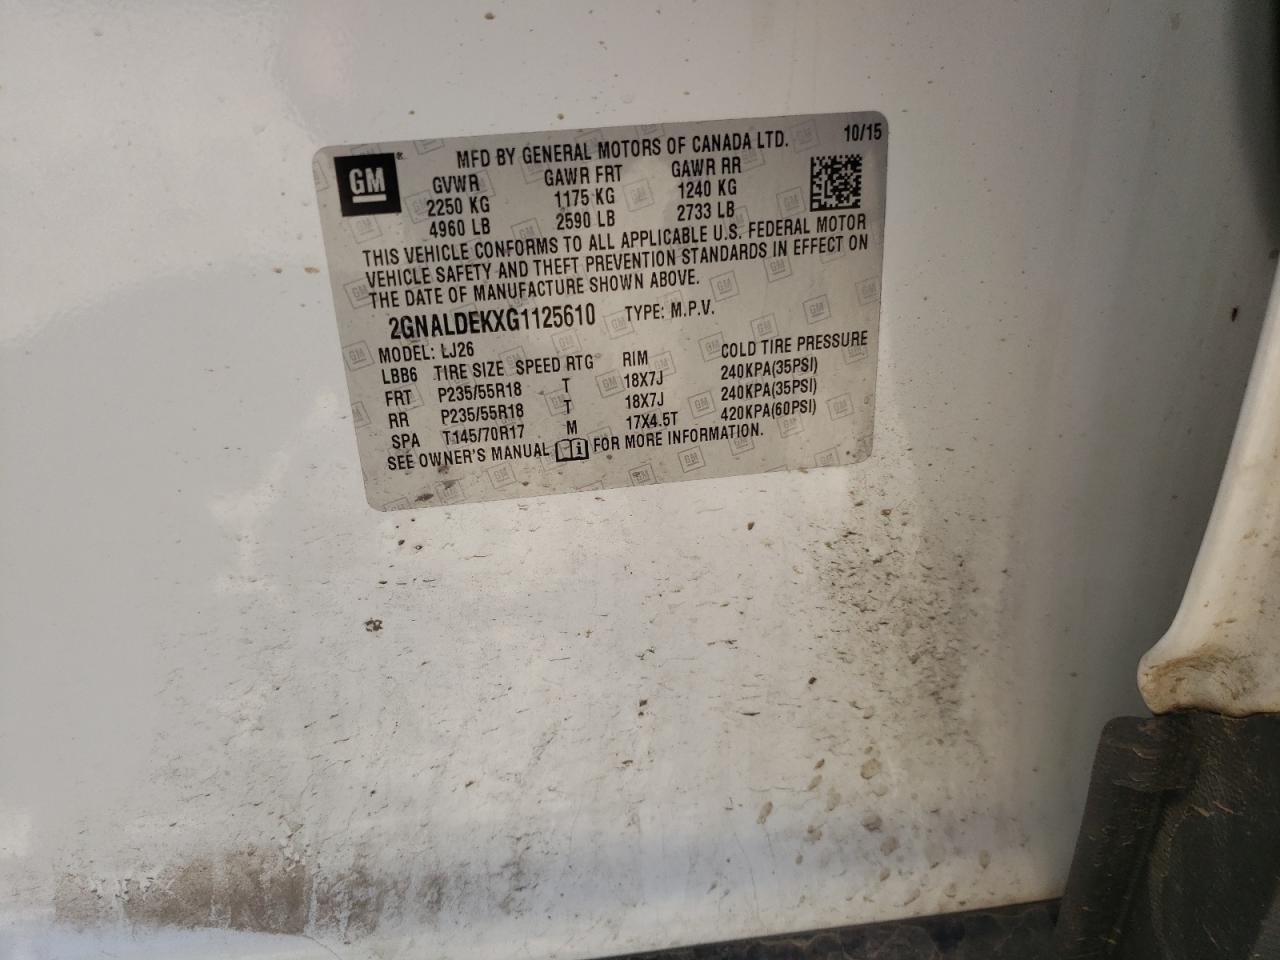 GM®
MFD BY GENERAL MOTORS OF CANADA LTD. 10/15
GVWR GAWR FRT GAWR RR
2250 KG 1175 KG 1240 KG
4960 LB 2590 LB 2733 LB
THIS VEHICLE CONFORMS TO ALL APPLICABLE U.S. FEDERAL MOTOR
VEHICLE SAFETY AND THEFT PREVENTION STANDARDS IN EFFECT ON
THE DATE OF MANUFACTURE SHOWN ABOVE.
2GNALDEKXG1125610 TYPE: M.P.V.
MODEL: LJ26
LBB6 TIRE SIZE SPEED RTG RIM COLD TIRE PRESSURE
FRT P235/55R18 T 18X7J 240KPA(35PSI)
RR P235/55R18 T 18X7J 240KPA(35PSI)
SPA T145/70R17 M 17X4.5T 420KPA(60PSI)
SEE OWNER'S MANUAL FOR MORE INFORMATION.